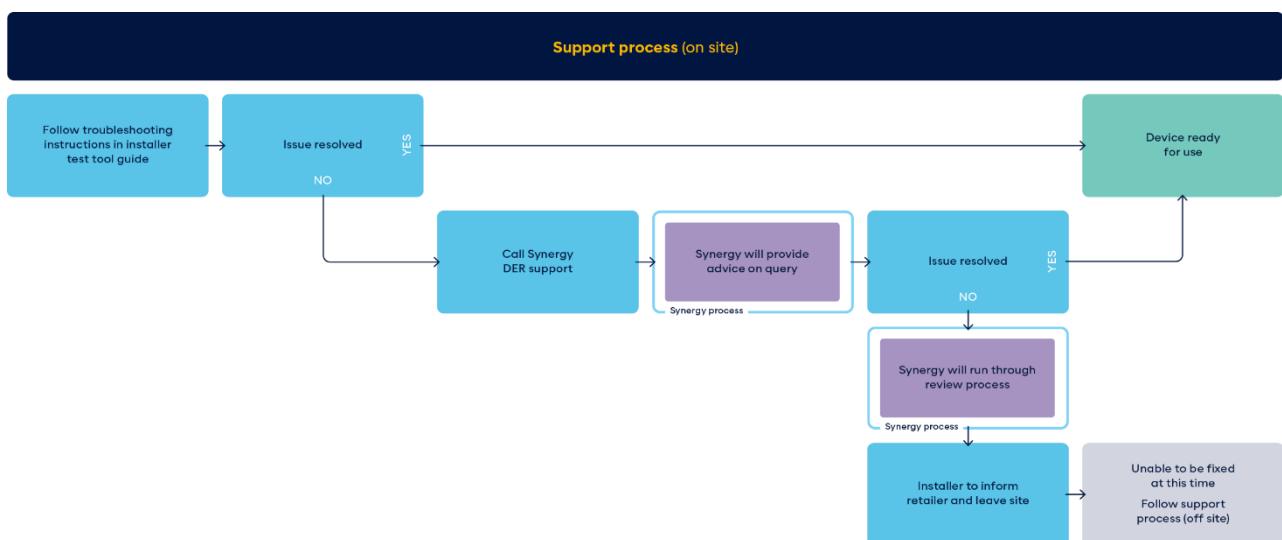 Support process (on site)
Follow troubleshooting
instructions in installer
test tool guide
Issue resolved
YES
NO
Device ready
for use
Call Synergy
DER support
Synergy will provide
advice on query
Synergy process
Issue resolved
YES
NO
Synergy will run through
review process
Synergy process
Installer to inform
retailer and leave site
Unable to be fixed
at this time
Follow support
process (off site)